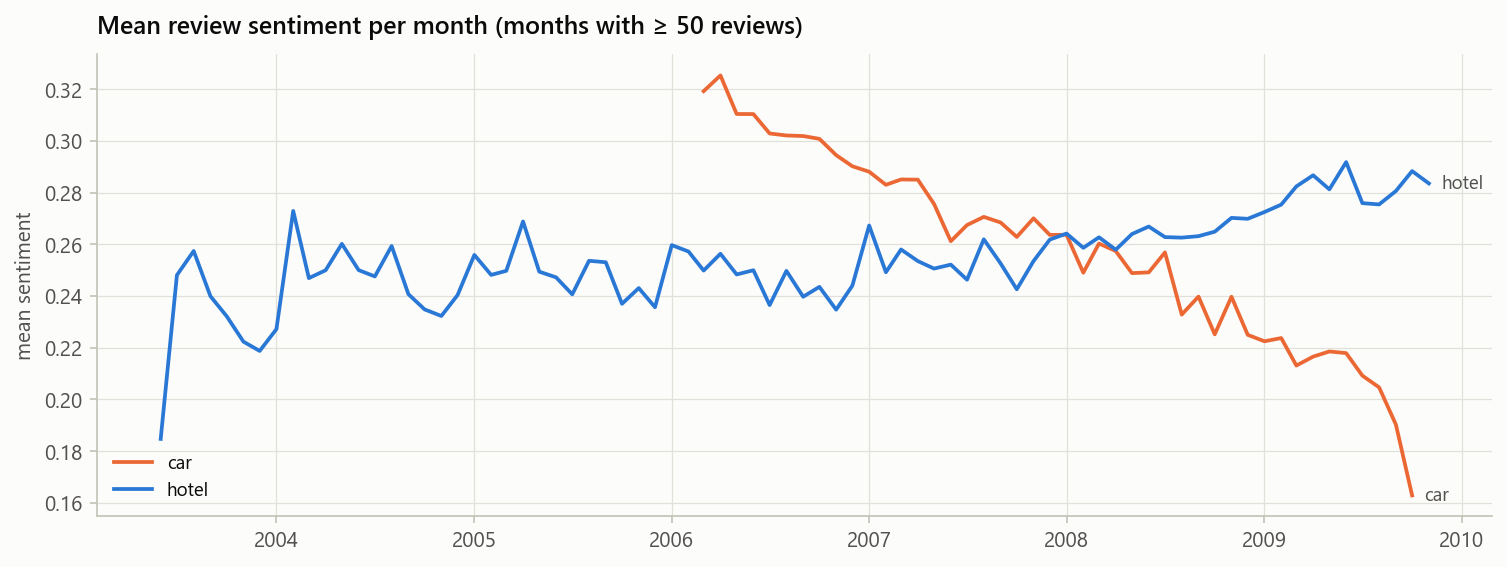 Mean review sentiment per month (months with ≥ 50 reviews)
mean sentiment
0.32
0.30
0.28
0.26
0.24
0.22
0.20
0.18
0.16
hotel
car
car
hotel
2004 2005 2006 2007 2008 2009 2010